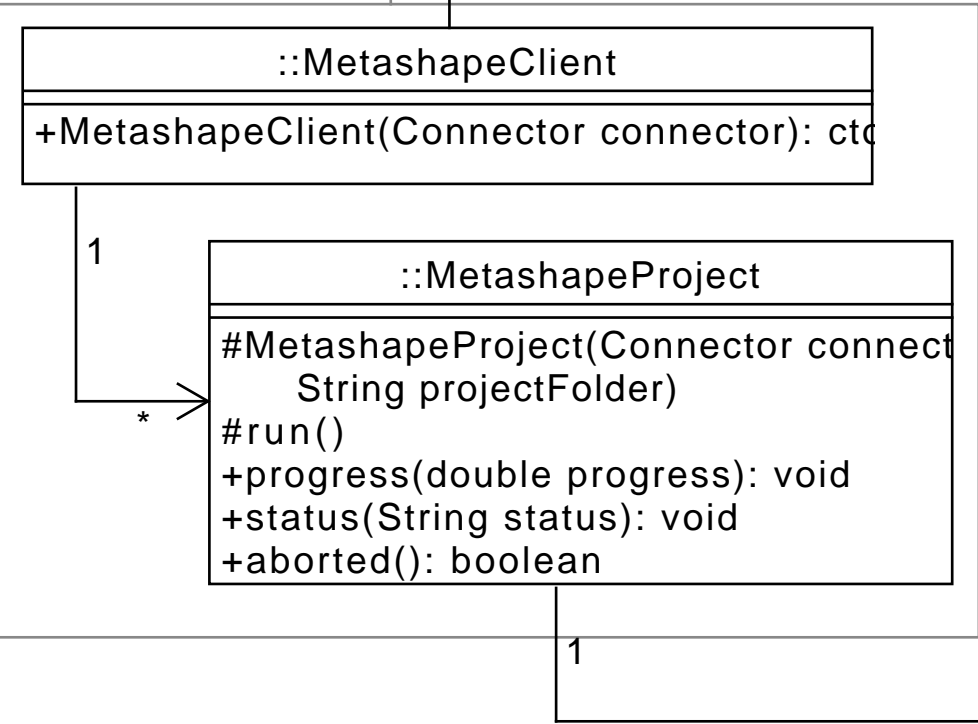 ::MetashapeClient
+MetashapeClient(Connector connector): ctc
1
::MetashapeProject
#MetashapeProject(Connector connect
String projectFolder)
*
#run()
+progress(double progress): void
+status(String status): void
+aborted(): boolean
1